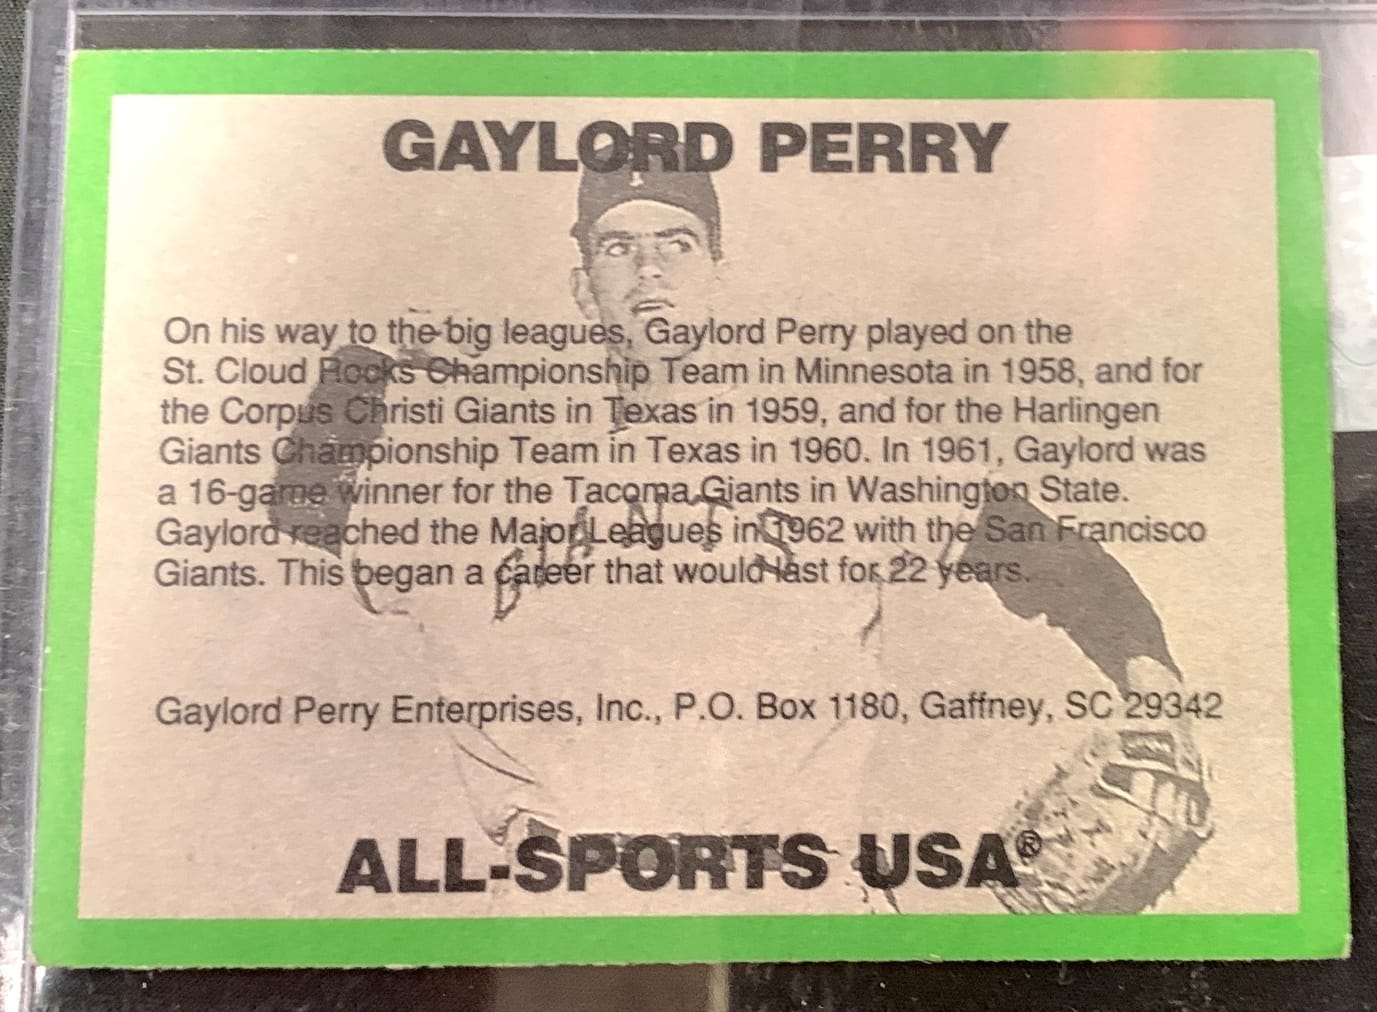 GAYLORD PERRY
On his way to the big leagues, Gaylord Perry played on the
St. Cloud Rocks Championship Team in Minnesota in 1958, and for
the Corpus Christi Giants in Texas in 1959, and for the Harlingen
Giants Championship Team in Texas in 1960. In 1961, Gaylord was
a 16-game winner for the Tacoma Giants in Washington State.
Gaylord reached the Major Leagues in 1962 with the San Francisco
Giants. This began a career that would last for 22 years.
GIANTS
Gaylord Perry Enterprises, Inc., P.O. Box 1180, Gaffney, SC 29342
ALL-SPORTS USA®